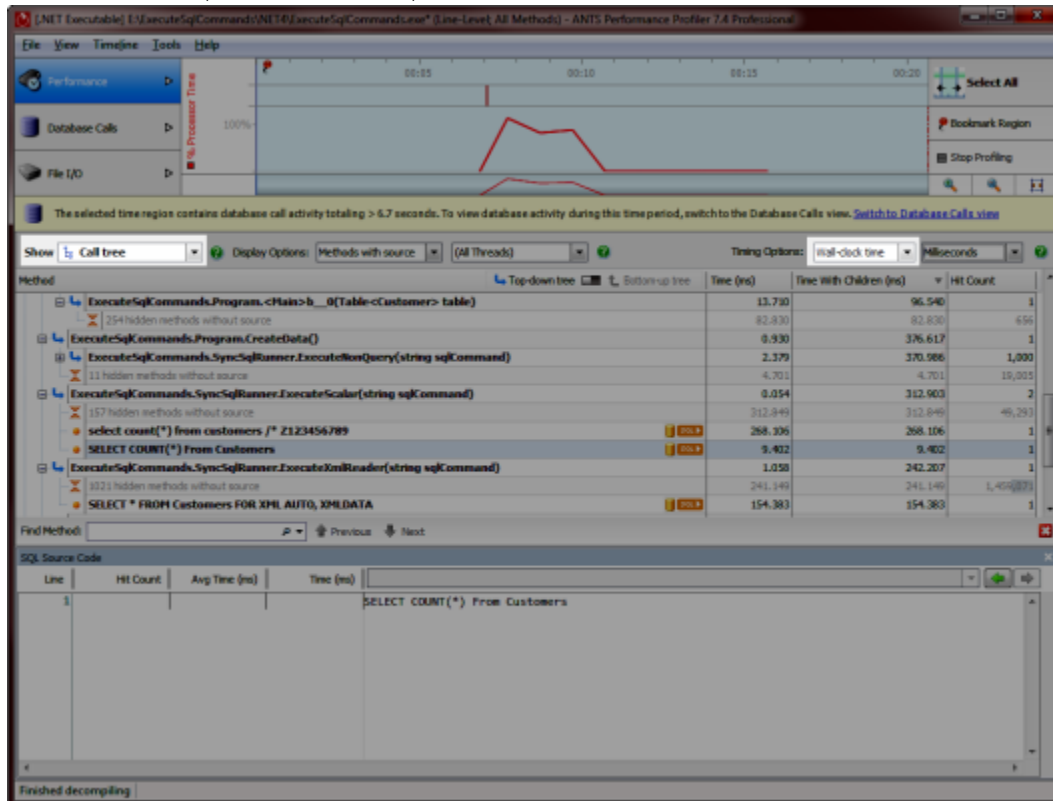 [.NET Executable] E:\ExecuteSqlCommands\NET4\ExecuteSqlCommands.exe* (Line-Level; All Methods) - ANTS Performance Profiler 7.4 Professional
File View Timeline Tools Help
Performance
Database Calls
File I/O
% Processor Time
100%
00:05 00:10 00:15 00:20
Select All
Bookmark Region
Stop Profiling
The selected time region contains database call activity totaling > 6.7 seconds. To view database activity during this time period, switch to the Database Calls view. Switch to Database Calls view
Show Call tree Display Options: Methods with source (All Threads) Timing Options: Wall-clock time Milliseconds
Method Top-down tree Bottom-up tree Time (ms) Time With Children (ms) Hit Count
ExecuteSqlCommands.Program.<Main>b__0(Table<Customer> table) 13.710 96.540 1
254 hidden methods without source 82.830 82.830 656
ExecuteSqlCommands.Program.CreateData() 0.930 376.617 1
ExecuteSqlCommands.SyncSqlRunner.ExecuteNonQuery(string sqlCommand) 2.379 370.986 1,000
11 hidden methods without source 4.701 4.701 19,005
ExecuteSqlCommands.SyncSqlRunner.ExecuteScalar(string sqlCommand) 0.054 312.903 2
157 hidden methods without source 312.849 312.849 49,293
select count(*) from customers /* Z123456789 SQL 268.106 268.106 1
SELECT COUNT(*) From Customers SQL 9.402 9.402 1
ExecuteSqlCommands.SyncSqlRunner.ExecuteXmlReader(string sqlCommand) 1.058 242.207 1
1021 hidden methods without source 241.149 241.149
SELECT * FROM Customers FOR XML AUTO, XMLDATA SQL 154.383 154.383 1
Find Method: Previous Next
SQL Source Code
Line Hit Count Avg Time (ms) Time (ms)
1 SELECT COUNT(*) From Customers
Finished decompiling